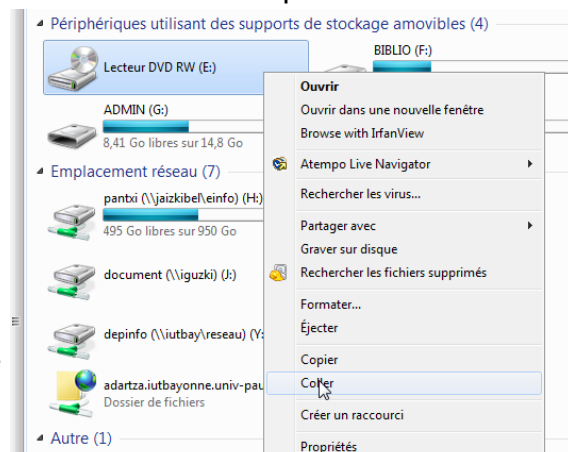 Périphériques utilisant des supports de stockage amovibles (4)
Lecteur DVD RW (E:)
BIBLIO (F:)
ADMIN (G:)
8,41 Go libres sur 14,8 Go
Emplacement réseau (7)
pantxi (\\jaizkibel\einfo) (H:)
495 Go libres sur 950 Go
document (\\iguzki) (J:)
depinfo (\\iutbay\reseau) (Y:
adartza.iutbayonne.univ-pau
Dossier de fichiers
Autre (1)
Ouvrir
Ouvrir dans une nouvelle fenêtre
Browse with IrfanView
Atempo Live Navigator
Rechercher les virus...
Partager avec
Graver sur disque
Rechercher les fichiers supprimés
Formater...
Éjecter
Copier
Coller
Créer un raccourci
Propriétés